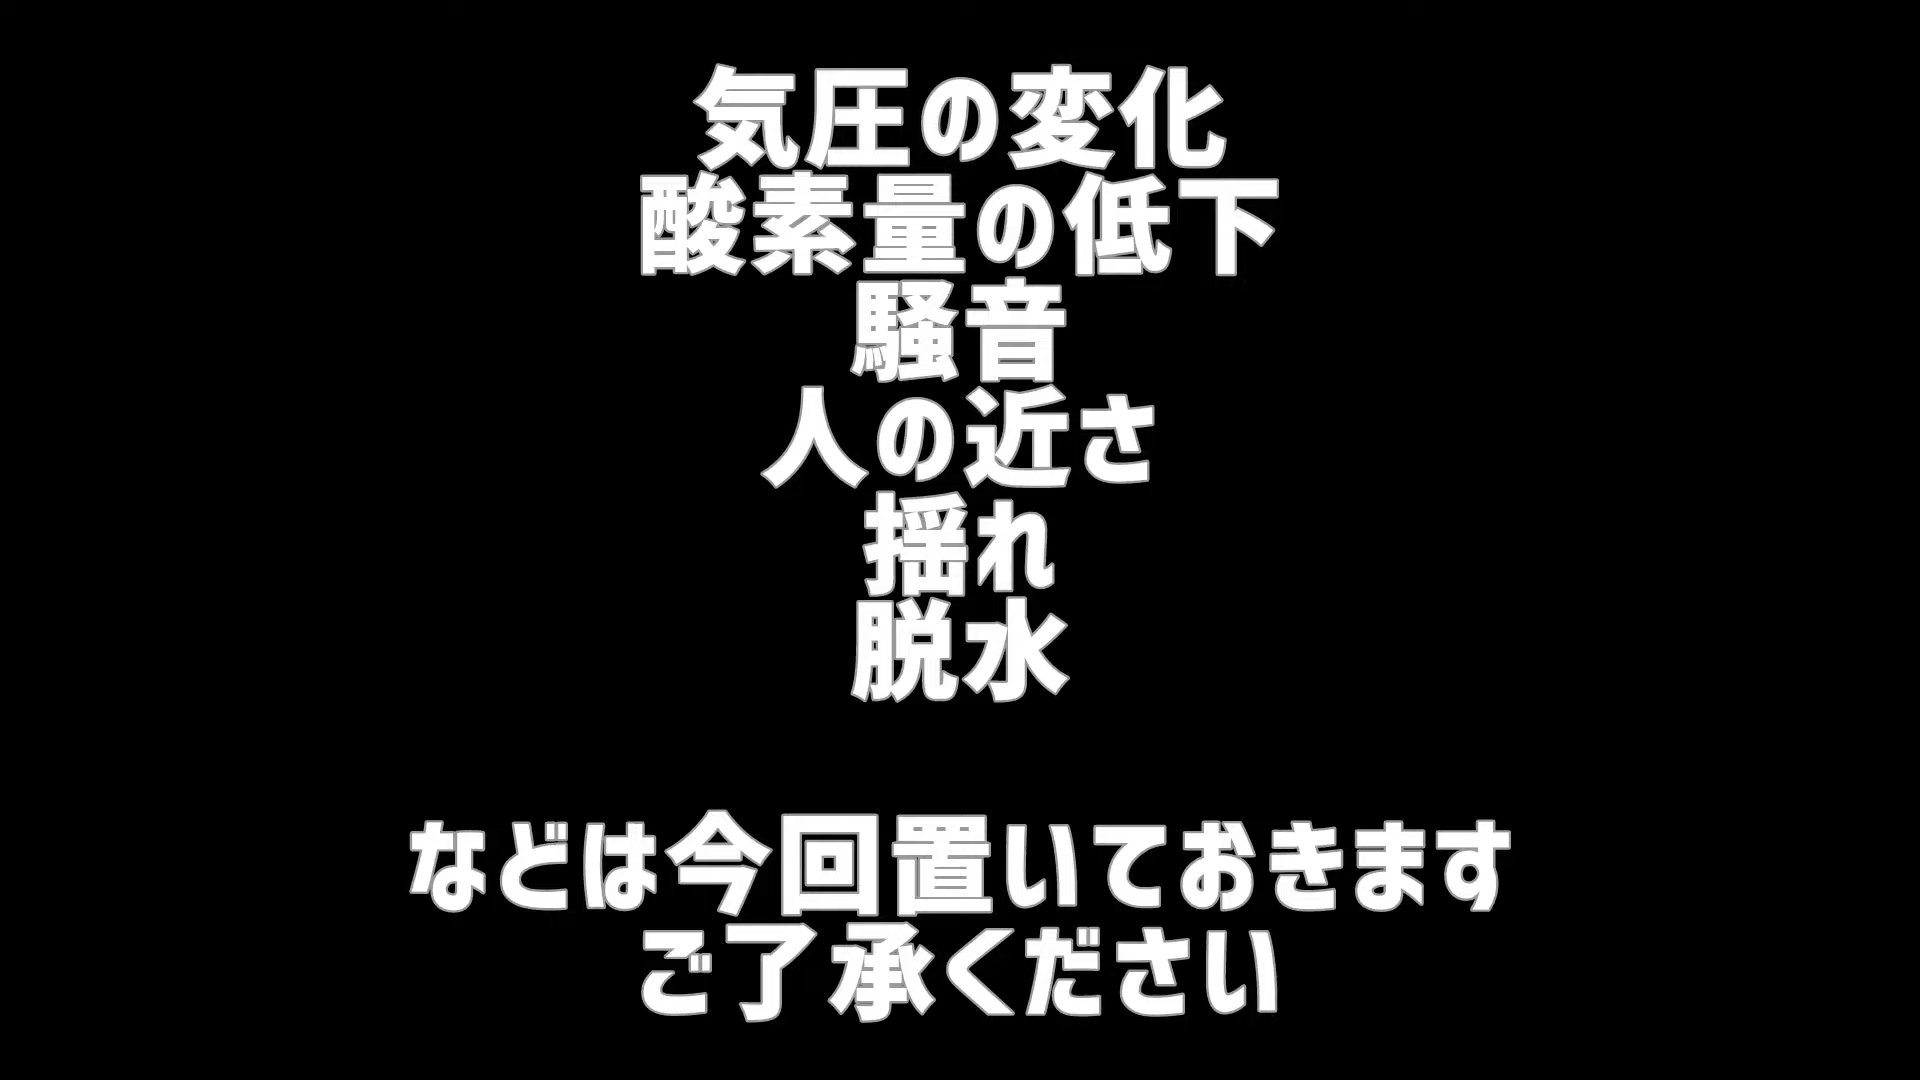 気圧の変化
酸素量の低下
騒音
人の近さ
揺れ
脱水
などは今回置いておきます
ご了承ください